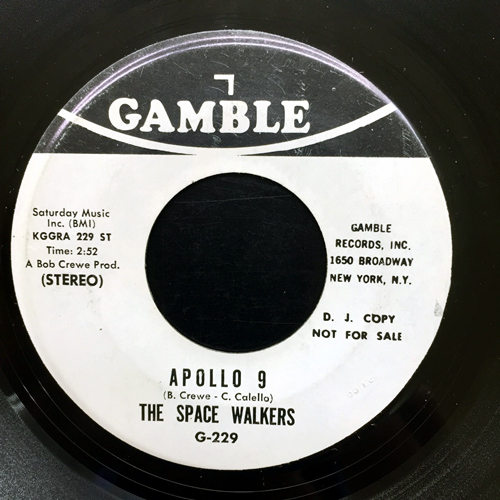 GAMBLE
Saturday Music
Inc. (BMI)
KGGRA 229 ST
Time: 2:52
A Bob Crewe Prod.
(STEREO)
GAMBLE
RECORDS, INC.
1650 BROADWAY
NEW YORK, N.Y.
D. J. COPY
NOT FOR SALE
APOLLO 9
(B. Crewe - C. Calello)
THE SPACE WALKERS
G-229